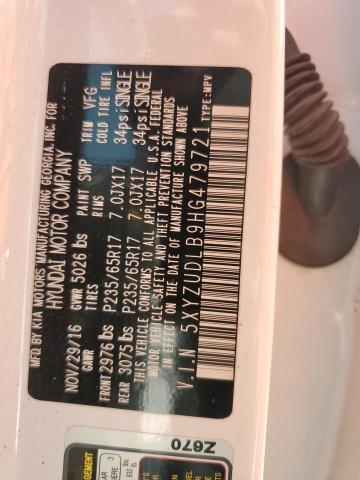 MFD BY KIA MOTORS MANUFACTURING GEORGIA, INC. FOR
HYUNDAI MOTOR COMPANY
NOV/29/16 GVWR 5026 lbs PAINT SWP TRIM VFG
GAWR TIRES RIMS COLD TIRE INFL
FRONT 2976 lbs P235/65R17 7.0JX17 34psi SINGLE
REAR 3075 lbs P235/65R17 7.0JX17 34psi SINGLE
THIS VEHICLE CONFORMS TO ALL APPLICABLE U.S.A. FEDERAL
MOTOR VEHICLE SAFETY STANDARDS
IN EFFECT ON THE DATE OF MANUFACTURE SHOWN ABOVE
V.I.N 5XYZUDLB9HG479721 TYPE:MPV
Z670